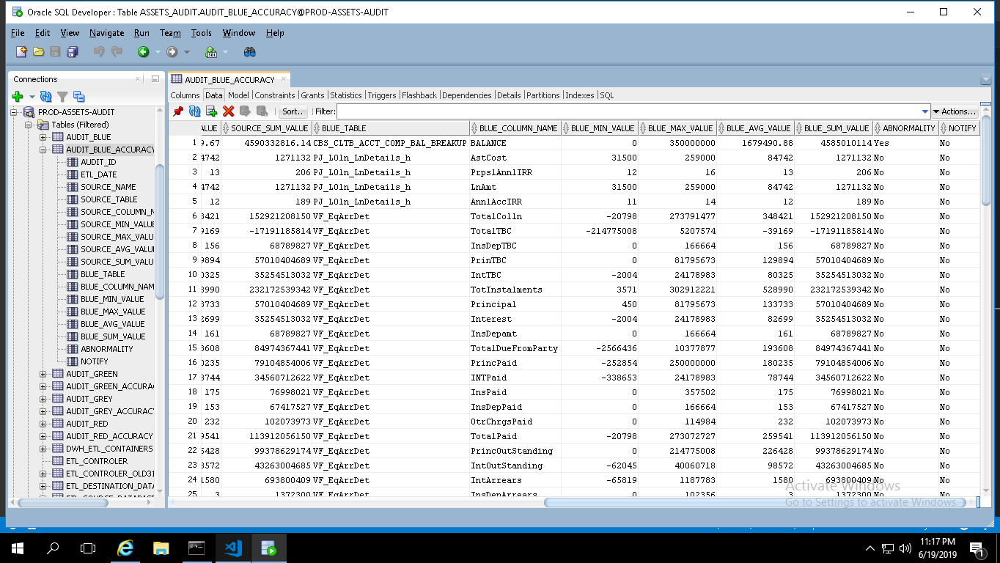 Oracle SQL Developer : Table ASSETS_AUDIT.AUDIT_BLUE_ACCURACY@PROD-ASSETS-AUDIT
File Edit View Navigate Run Team Tools Window Help
Connections
PROD-ASSETS-AUDIT
Tables (Filtered)
AUDIT_BLUE
AUDIT_BLUE_ACCURACY
AUDIT_ID
ETL_DATE
SOURCE_NAME
SOURCE_TABLE
SOURCE_COLUMN_N
SOURCE_MIN_VALUE
SOURCE_MAX_VALU
SOURCE_AVG_VALU
SOURCE_SUM_VALU
BLUE_TABLE
BLUE_COLUMN_NAM
BLUE_MIN_VALUE
BLUE_MAX_VALUE
BLUE_AVG_VALUE
BLUE_SUM_VALUE
ABNORMALITY
NOTIFY
AUDIT_GREEN
AUDIT_GREEN_ACCURA
AUDIT_GREY
AUDIT_GREY_ACCURAC
AUDIT_RED
AUDIT_RED_ACCURACY
DWH_ETL_CONTAINERS
ETL_CONTROLER
ETL_CONTROLER_OLD31
ETL_DESTINATION_DATA
AUDIT_BLUE_ACCURACY
Columns Data Model Constraints Grants Statistics Triggers Flashback Dependencies Details Partitions Indexes SQL
Sort.. Filter: Actions...
ALUE SOURCE_SUM_VALUE BLUE_TABLE BLUE_COLUMN_NAME BLUE_MIN_VALUE BLUE_MAX_VALUE BLUE_AVG_VALUE BLUE_SUM_VALUE ABNORMALITY NOTIFY
1 9.67 4590332816.14 CBS_CLTB_ACCT_COMP_BAL_BREAKUP BALANCE 0 350000000 1679490.88 4585010114 Yes No
2 4742 1271132 PJ_L0ln_LnDetails_h AstCost 31500 259000 84742 1271132 No No
3 13 206 PJ_L0ln_LnDetails_h PrpslAnnlIRR 12 16 13 206 No No
4 4742 1271132 PJ_L0ln_LnDetails_h LnAmt 31500 259000 84742 1271132 No No
5 12 189 PJ_L0ln_LnDetails_h AnnlAccIRR 11 14 12 189 No No
6 8421 152921208150 VF_EqArrDet TotalColln -20798 273791477 348421 152921208150 No No
7 9169 -17191185814 VF_EqArrDet TotalTBC -214775008 5207574 -39169 -17191185814 No No
8 156 68789827 VF_EqArrDet InsDepTBC 0 166664 156 68789827 No No
9 9894 57010404689 VF_EqArrDet PrinTBC 0 81795673 129894 57010404689 No No
10 0325 35254513032 VF_EqArrDet IntTBC -2004 24178983 80325 35254513032 No No
11 8990 232172539342 VF_EqArrDet TotInstalments 3571 302912221 528990 232172539342 No No
12 3733 57010404689 VF_EqArrDet Principal 450 81795673 133733 57010404689 No No
13 2699 35254513032 VF_EqArrDet Interest -2004 24178983 82699 35254513032 No No
14 161 68789827 VF_EqArrDet InsDepamt 0 166664 161 68789827 No No
15 3608 84974367441 VF_EqArrDet TotalDueFromParty -2566436 10377877 193608 84974367441 No No
16 0235 79104854006 VF_EqArrDet PrincPaid -252854 250000000 180235 79104854006 No No
17 8744 34560712622 VF_EqArrDet INTPaid -338653 24178983 78744 34560712622 No No
18 175 76998021 VF_EqArrDet InsPaid 0 357502 175 76998021 No No
19 153 67417527 VF_EqArrDet InsDepPaid 0 166664 153 67417527 No No
20 232 102073973 VF_EqArrDet OtrChrgsPaid 0 114984 232 102073973 No No
21 9541 113912056150 VF_EqArrDet TotalPaid -20798 273072727 259541 113912056150 No No
22 6428 99378629174 VF_EqArrDet PrincOutStanding 0 214775008 226428 99378629174 No No
23 8572 43263004685 VF_EqArrDet IntOutStanding -62045 40060718 98572 43263004685 No No
24 1580 693800409 VF_EqArrDet IntArrears -65819 1187783 1580 693800409 No No
25 3 1372300 VF_EqArrDet InsDepArrears 0 102356 3 1372300 No No
Activate Windows
Go to Settings to activate Windows.
11:17 PM
6/19/2019
1